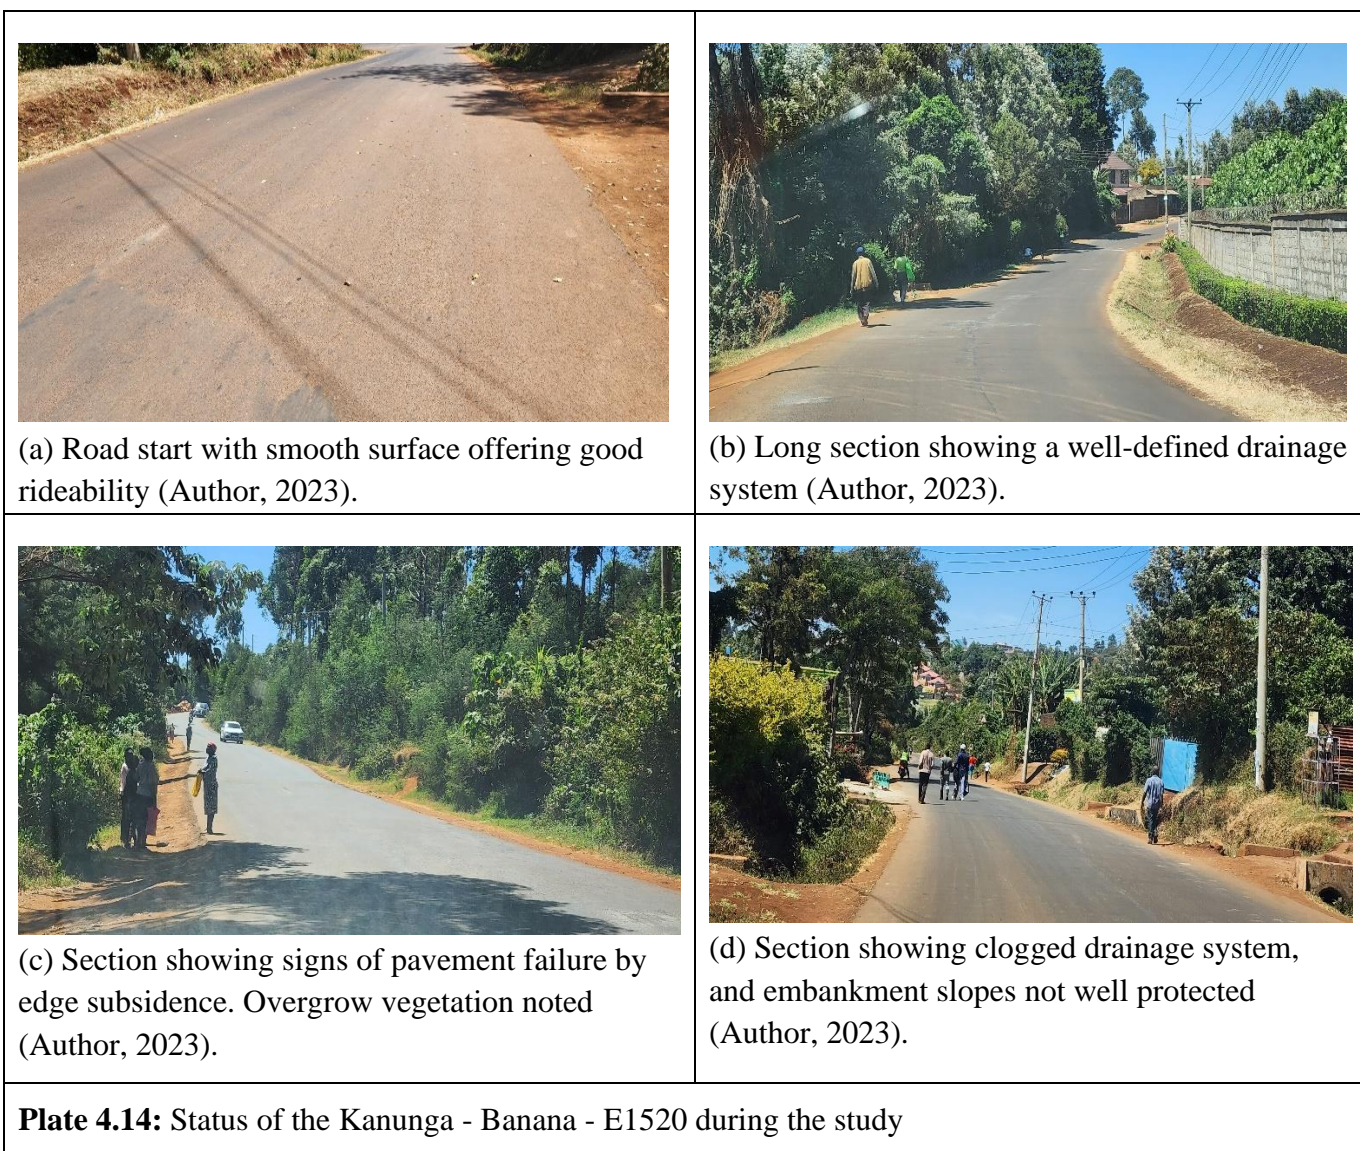 (a) Road start with smooth surface offering good
rideability (Author, 2023).
(b) Long section showing a well-defined drainage
system (Author, 2023).
(c) Section showing signs of pavement failure by
edge subsidence. Overgrow vegetation noted
(Author, 2023).
(d) Section showing clogged drainage system,
and embankment slopes not well protected
(Author, 2023).
Plate 4.14: Status of the Kanunga - Banana - E1520 during the study